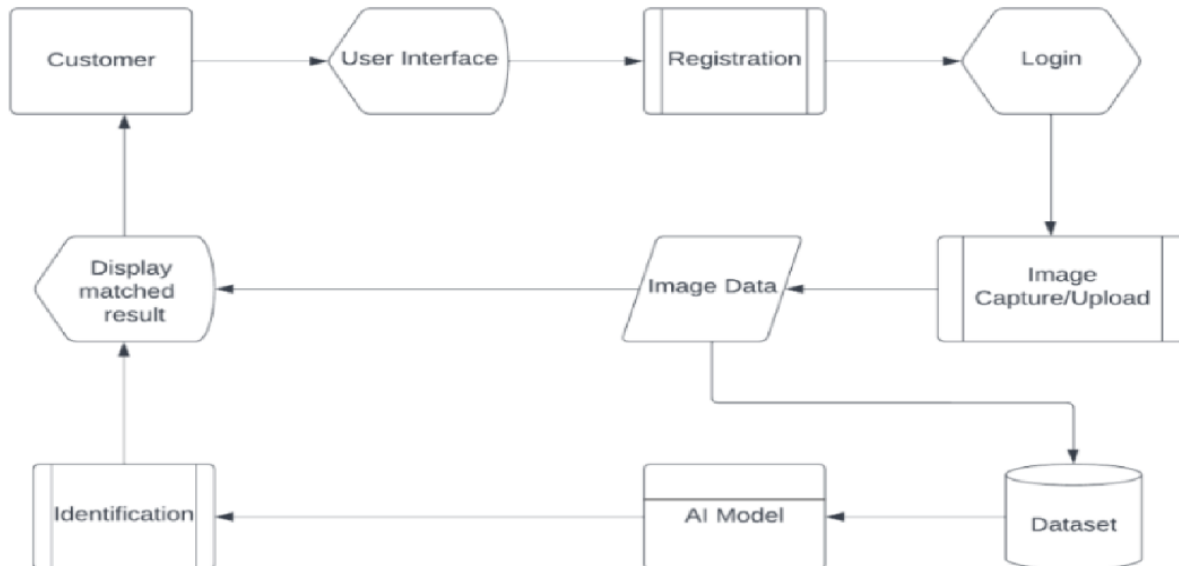 Customer
User Interface
Registration
Login
Display
matched
result
Image Data
Image
Capture/Upload
Identification
AI Model
Dataset